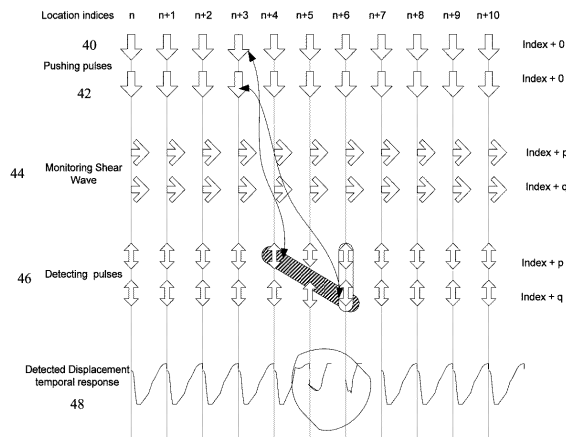 Location indices n n+1 n+2 n+3 n+4 n+5 n+6 n+7 n+8 n+9 n+10
40 Index + 0
Pushing pulses
42 Index + 0
Monitoring Shear Index + p
44 Wave
Index + q
Index + p
46 Detecting pulses
Index + q
Detected Displacement
temporal response
48